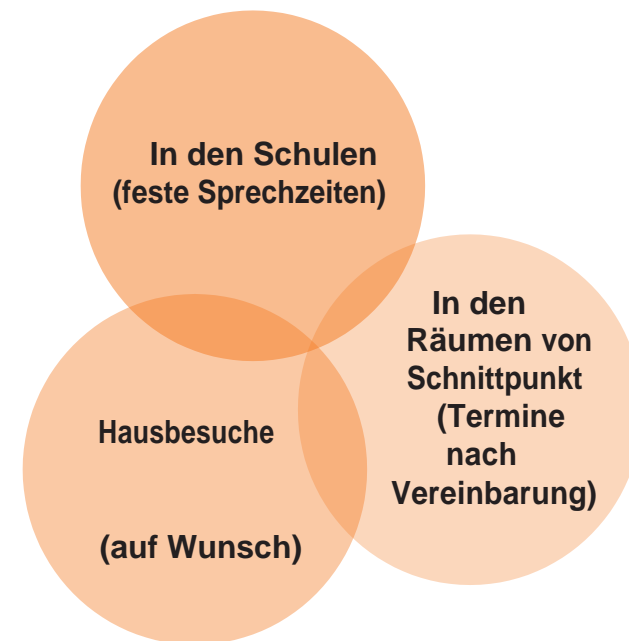 In den Schulen
(feste Sprechzeiten)
In den
Räumen von
Schnittpunkt
(Termine
nach
Vereinbarung)
Hausbesuche
(auf Wunsch)